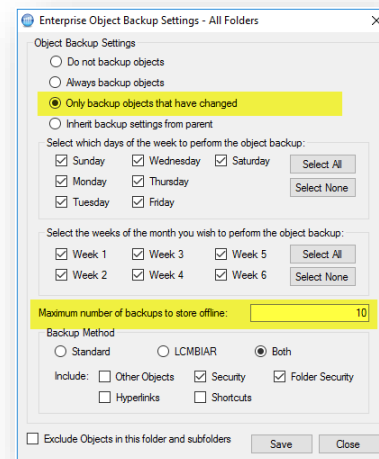 Enterprise Object Backup Settings - All Folders
Object Backup Settings
Do not backup objects
Always backup objects
Only backup objects that have changed
Inherit backup settings from parent
Select which days of the week to perform the object backup:
Sunday Wednesday Saturday Select All
Monday Thursday Select None
Tuesday Friday
Select the weeks of the month you wish to perform the object backup:
Week 1 Week 3 Week 5 Select All
Week 2 Week 4 Week 6 Select None
Maximum number of backups to store offline: 10
Backup Method
Standard LCMBIAR Both
Include: Other Objects Security Folder Security
Hyperlinks Shortcuts
Exclude Objects in this folder and subfolders Save Close